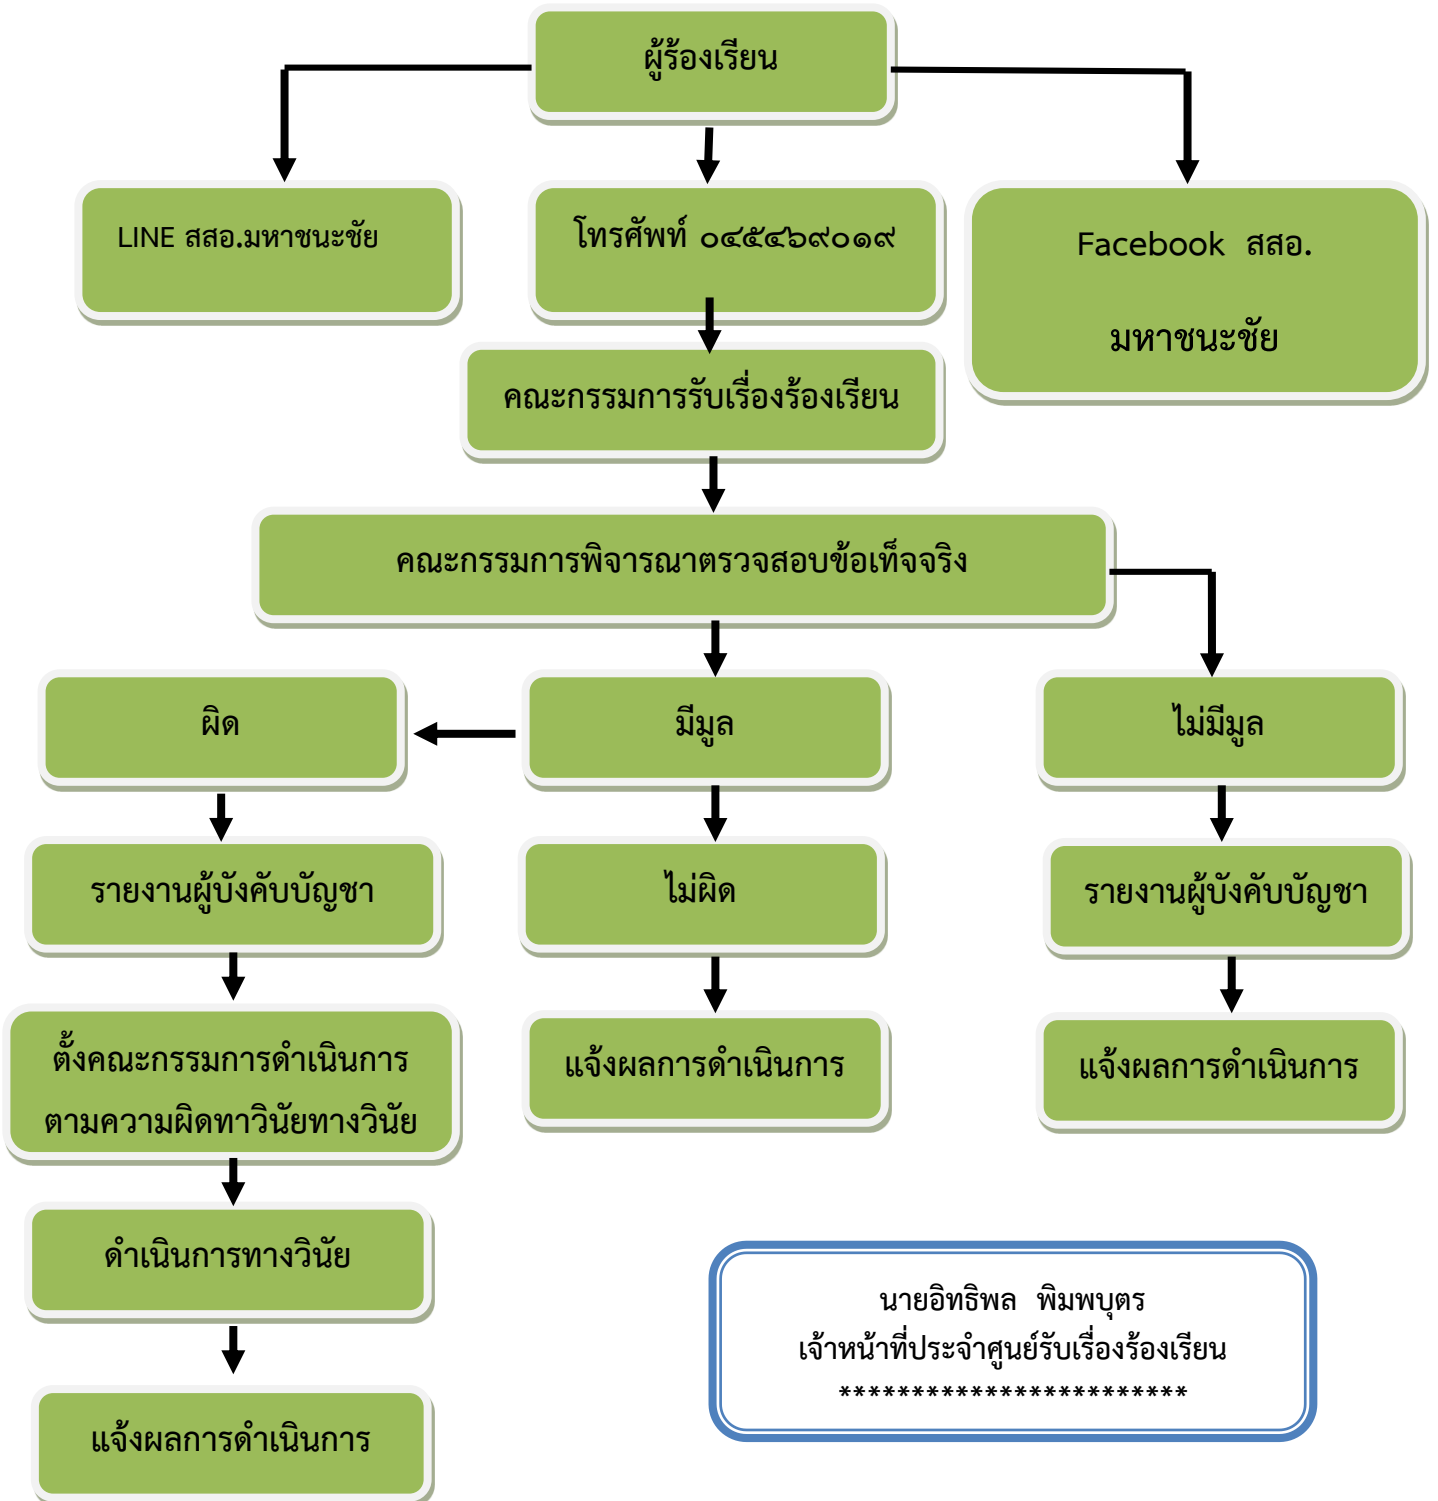 ผู้ร้องเรียน
LINE สสอ.มหาชนะชัย
โทรศัพท์ ๐๔๕๔๖๙๐๑๙
Facebook สสอ.
มหาชนะชัย
คณะกรรมการรับเรื่องร้องเรียน
คณะกรรมการพิจารณาตรวจสอบข้อเท็จจริง
ผิด
มีมูล
ไม่มีมูล
รายงานผู้บังคับบัญชา
ไม่ผิด
รายงานผู้บังคับบัญชา
ตั้งคณะกรรมการดำเนินการ
ตามความผิดทาวินัยทางวินัย
แจ้งผลการดำเนินการ
แจ้งผลการดำเนินการ
ดำเนินการทางวินัย
แจ้งผลการดำเนินการ
นายอิทธิพล พิมพบุตร
เจ้าหน้าที่ประจำศูนย์รับเรื่องร้องเรียน
************************